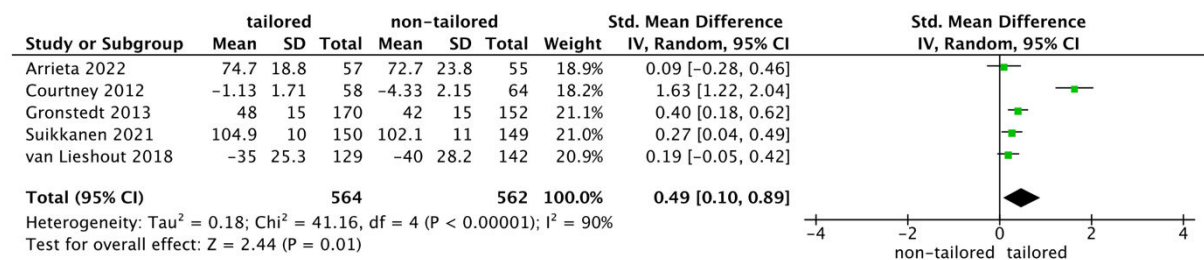 tailored non-tailored Std. Mean Difference Std. Mean Difference
Study or Subgroup Mean SD Total Mean SD Total Weight IV, Random, 95% CI IV, Random, 95% CI
Arrieta 2022 74.7 18.8 57 72.7 23.8 55 18.9% 0.09 [-0.28, 0.46]
Courtney 2012 -1.13 1.71 58 -4.33 2.15 64 18.2% 1.63 [1.22, 2.04]
Gronstedt 2013 48 15 170 42 15 152 21.1% 0.40 [0.18, 0.62]
Suikkanen 2021 104.9 10 150 102.1 11 149 21.0% 0.27 [0.04, 0.49]
van Lieshout 2018 -35 25.3 129 -40 28.2 142 20.9% 0.19 [-0.05, 0.42]
Total (95% CI) 564 562 100.0% 0.49 [0.10, 0.89]
Heterogeneity: Tau² = 0.18; Chi² = 41.16, df = 4 (P < 0.00001); I² = 90%
Test for overall effect: Z = 2.44 (P = 0.01)
-4 -2 0 2 4
non-tailored tailored